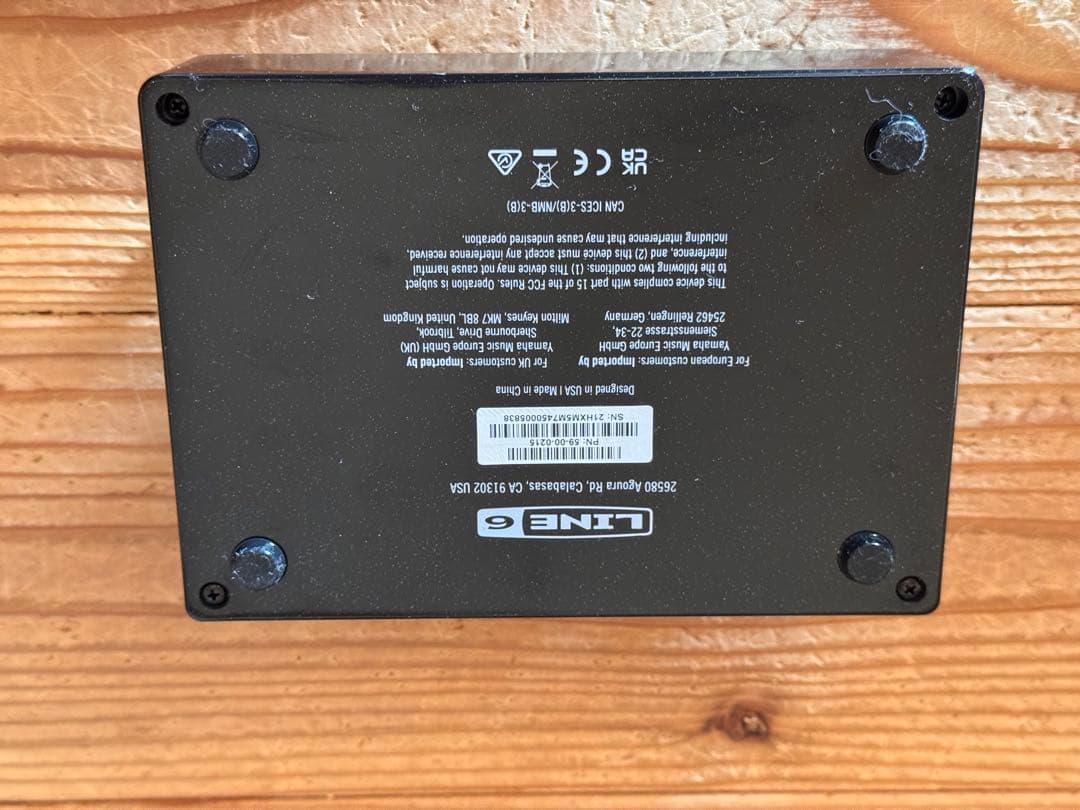 LINE 6
26580 Agoura Rd, Calabasas, CA 91302 USA
PN: 59-00-0215
SN: 21HXM5M7450005838
Designed in USA | Made in China
For European customers: Imported by
Yamaha Music Europe GmbH
Siemensstrasse 22-34,
25462 Rellingen, Germany
For UK customers: Imported by
Yamaha Music Europe GmbH (UK)
Sherbourne Drive, Tilbrook,
Milton Keynes, MK7 8BL, United Kingdom
This device complies with part 15 of the FCC Rules. Operation is subject
to the following two conditions: (1) This device may not cause harmful
interference, and (2) this device must accept any interference received,
including interference that may cause undesired operation.
CAN ICES-3(B)/NMB-3(B)
UK
CA
CE